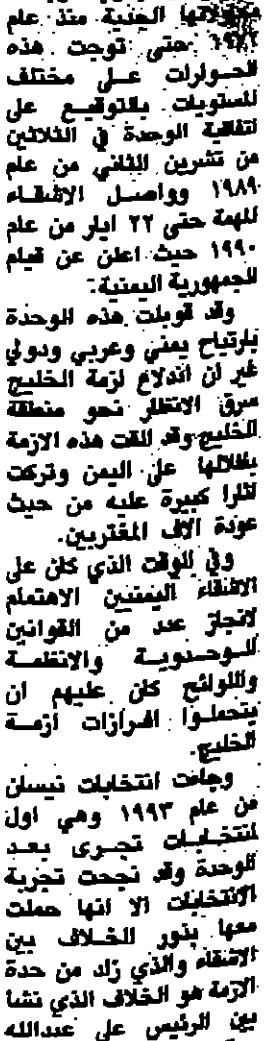 الجدية منذ عام
حتى توجت هذه
الحوارات على مختلف
المستويات بالتوقيع على
اتفاقية الوحدة في الثلاثين
من تشرين الثاني من عام
١٩٨٩ وواصل الاشقاء
المهمة حتى ٢٢ ايار من عام
١٩٩٠ حيث اعلن عن قيام
الجمهورية اليمنية.
وقد قوبلت هذه الوحدة
بارتياح يمني وعربي ودولي
غير ان اندلاع ازمة الخليج
سرق الانظار نحو منطقة
الخليج وقد القت هذه الازمة
بظلالها على اليمن وتركت
اثارا كبيرة عليه من حيث
عودة الاف المغتربين.
وفي الوقت الذي كان على
الاشقاء اليمنيين الاهتمام
لانجاز عدد من القوانين
الوحدوية والانظمة
واللوائح كان عليهم ان
يتحملوا افرازات ازمة
الخليج.
وجاءت انتخابات نيسان
من عام ١٩٩٣ وهي اول
انتخابات تجرى بعد
الوحدة وقد نجحت تجربة
الانتخابات الا انها حملت
معها بذور الخلاف بين
الاشقاء والذي زاد من حدة
الازمة هو الخلاف الذي نشا
بين الرئيس علي عبدالله